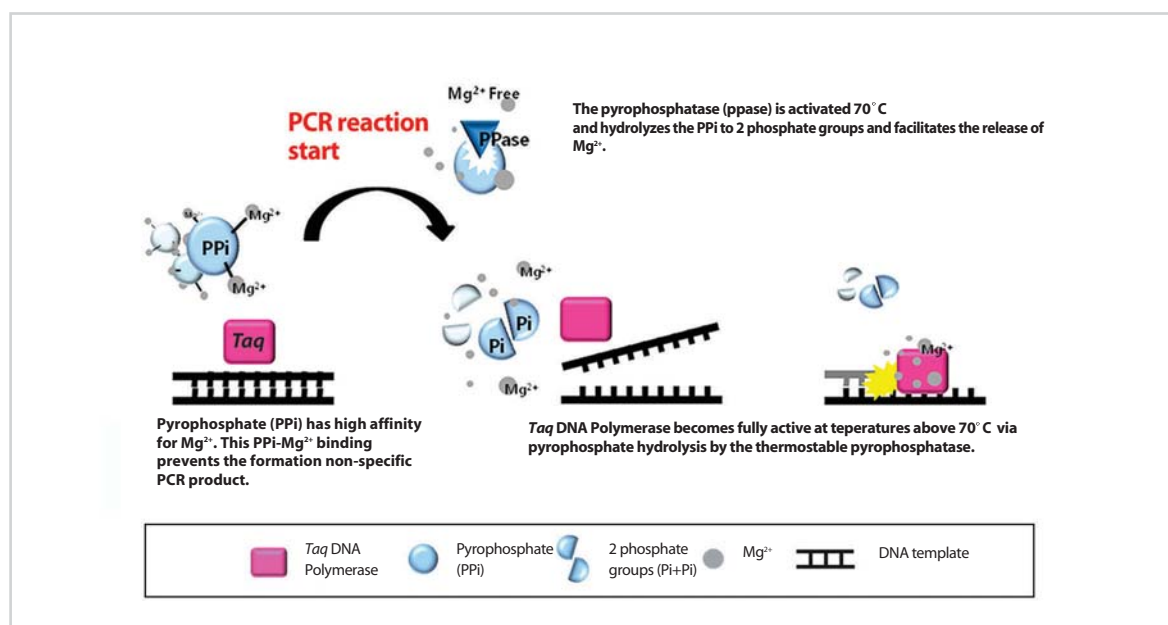 Mg²⁺ Free
PPase
PCR reaction
start
The pyrophosphatase (ppase) is activated 70°C
and hydrolyzes the PPi to 2 phosphate groups and facilitates the release of
Mg²⁺.
Mg²⁺
Mg²⁺
PPi
Mg²⁺
Taq
Mg²⁺
Pi
Pi
Mg²⁺
Mg²⁺
Pyrophosphate (PPi) has high affinity
for Mg²⁺. This PPi-Mg²⁺ binding
prevents the formation non-specific
PCR product.
Taq DNA Polymerase becomes fully active at teperatures above 70°C via
pyrophosphate hydrolysis by the thermostable pyrophosphatase.
Taq DNA
Polymerase
Pyrophosphate
(PPi)
2 phosphate
groups (Pi+Pi)
Mg²⁺
DNA template